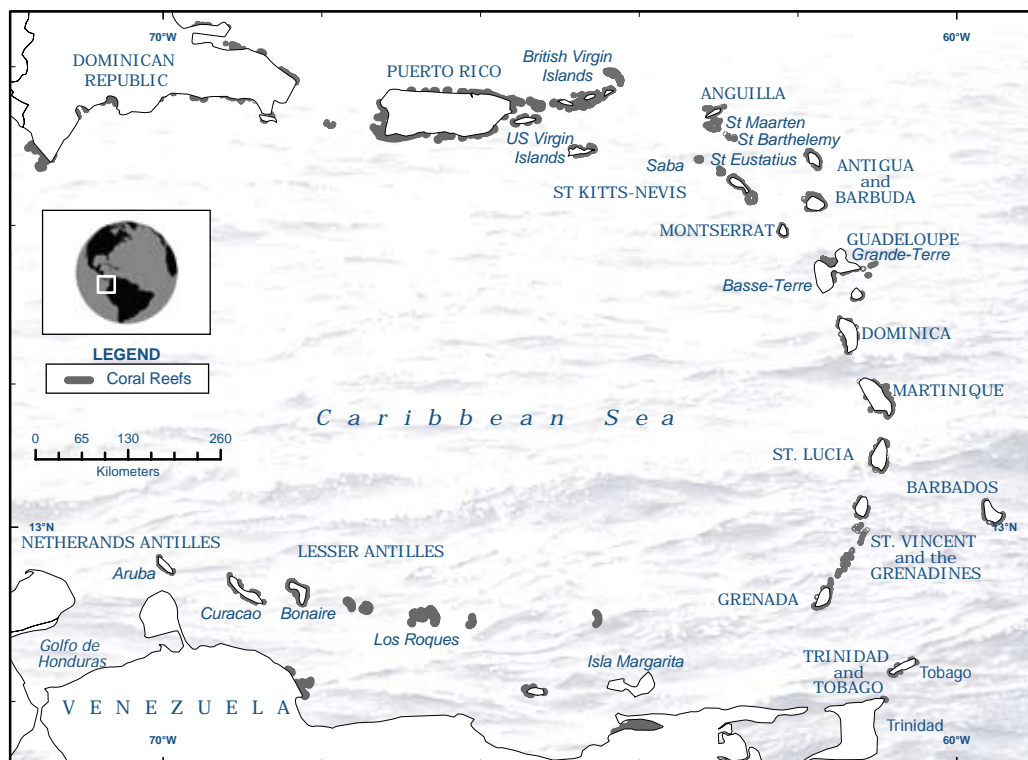 70°W
60°W
DOMINICAN
REPUBLIC
PUERTO RICO
British Virgin
Islands
US Virgin
Islands
ANGUILLA
St Maarten
St Barthelemy
Saba
St Eustatius
ST KITTS-NEVIS
ANTIGUA
and
BARBUDA
MONTSERRAT
GUADELOUPE
Grande-Terre
Basse-Terre
DOMINICA
LEGEND
Coral Reefs
MARTINIQUE
Caribbean Sea
0 65 130 260
Kilometers
ST. LUCIA
BARBADOS
13°N
13°N
NETHERANDS ANTILLES
LESSER ANTILLES
ST. VINCENT
and the
GRENADINES
Aruba
Curacao
Bonaire
GRENADA
Los Roques
Golfo de
Honduras
Isla Margarita
TRINIDAD
and
TOBAGO
Tobago
VENEZUELA
Trinidad
70°W
60°W